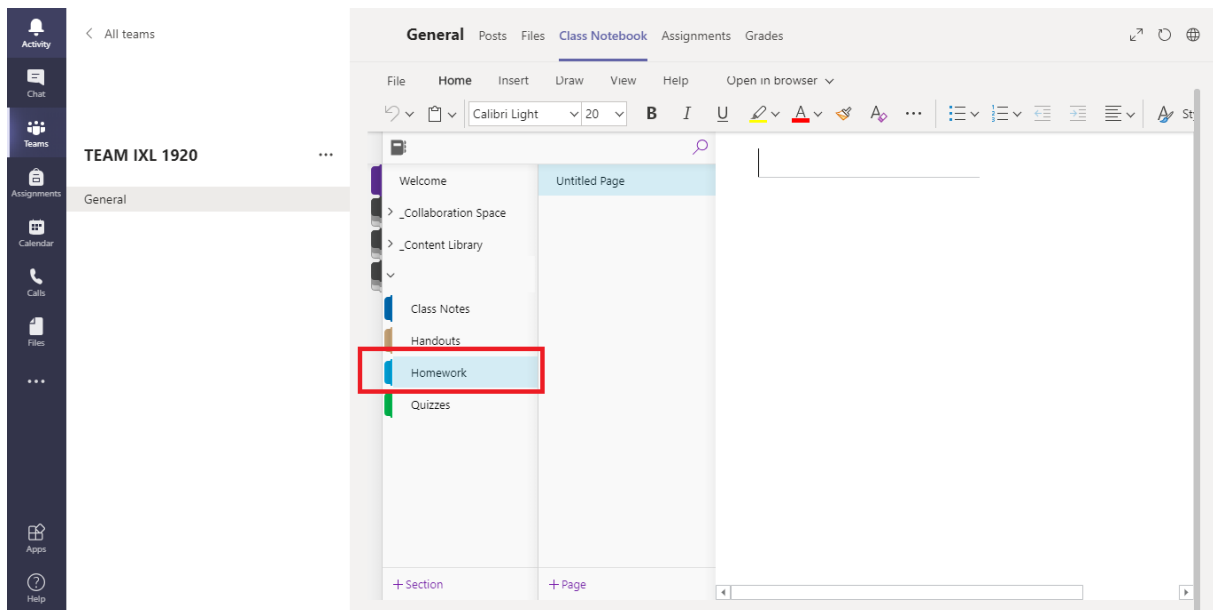 Activity
Chat
Teams
Assignments
Calendar
Calls
Files
Apps
Help
All teams
TEAM IXL 1920
General
General Posts Files Class Notebook Assignments Grades
File Home Insert Draw View Help Open in browser
Calibri Light 20 B I U A A
Welcome
_Collaboration Space
_Content Library
Class Notes
Handouts
Homework
Quizzes
+ Section
Untitled Page
+ Page